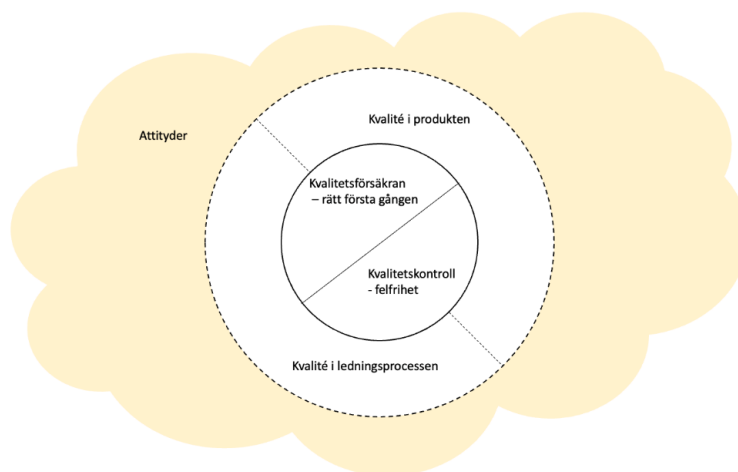 Kvalité i produkten
Attityder
Kvalitetsförsäkran
– rätt första gången
Kvalitetskontroll
- felfrihet
Kvalité i ledningsprocessen